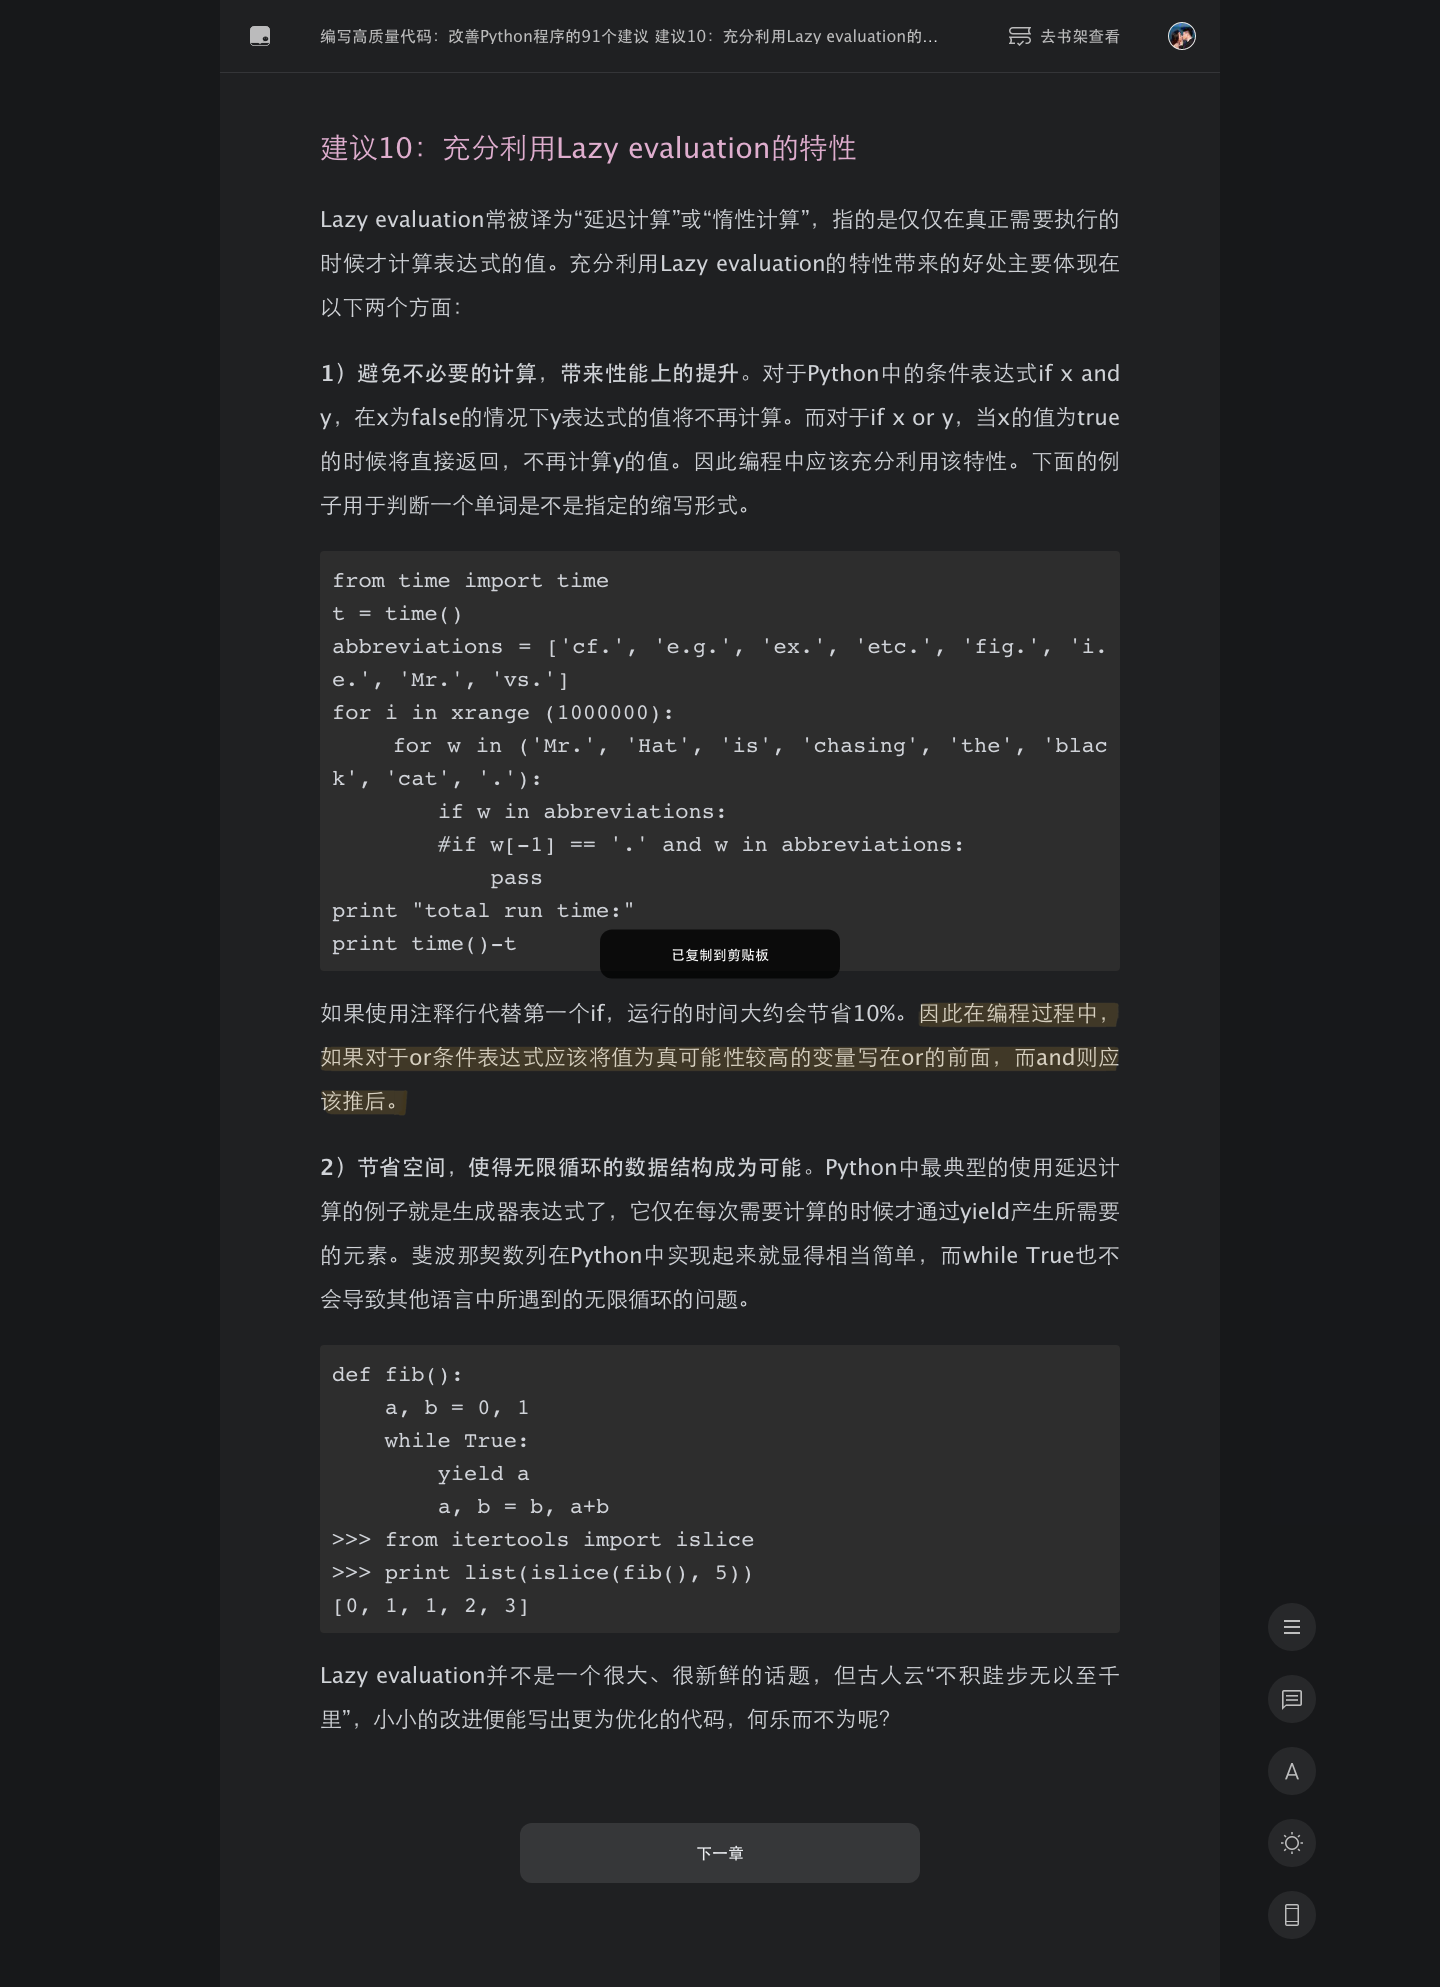 编写高质量代码：改善Python程序的91个建议 建议10：充分利用Lazy evaluation的...
去书架查看
建议10：充分利用Lazy evaluation的特性
Lazy evaluation常被译为“延迟计算”或“惰性计算”，指的是仅仅在真正需要执行的
时候才计算表达式的值。充分利用Lazy evaluation的特性带来的好处主要体现在
以下两个方面：
1）避免不必要的计算，带来性能上的提升。对于Python中的条件表达式if x and
y，在x为false的情况下y表达式的值将不再计算。而对于if x or y，当x的值为true
的时候将直接返回，不再计算y的值。因此编程中应该充分利用该特性。下面的例
子用于判断一个单词是不是指定的缩写形式。
from time import time
t = time()
abbreviations = ['cf.', 'e.g.', 'ex.', 'etc.', 'fig.', 'i.
e.', 'Mr.', 'vs.']
for i in xrange (1000000):
    for w in ('Mr.', 'Hat', 'is', 'chasing', 'the', 'blac
k', 'cat', '.'):
        if w in abbreviations:
        #if w[-1] == '.' and w in abbreviations:
            pass
print "total run time:"
print time()-t
已复制到剪贴板
如果使用注释行代替第一个if，运行的时间大约会节省10%。因此在编程过程中，
如果对于or条件表达式应该将值为真可能性较高的变量写在or的前面，而and则应
该推后。
2）节省空间，使得无限循环的数据结构成为可能。Python中最典型的使用延迟计
算的例子就是生成器表达式了，它仅在每次需要计算的时候才通过yield产生所需要
的元素。斐波那契数列在Python中实现起来就显得相当简单，而while True也不
会导致其他语言中所遇到的无限循环的问题。
def fib():
    a, b = 0, 1
    while True:
        yield a
        a, b = b, a+b
>>> from itertools import islice
>>> print list(islice(fib(), 5))
[0, 1, 1, 2, 3]
Lazy evaluation并不是一个很大、很新鲜的话题，但古人云“不积跬步无以至千
里”，小小的改进便能写出更为优化的代码，何乐而不为呢？
A
下一章